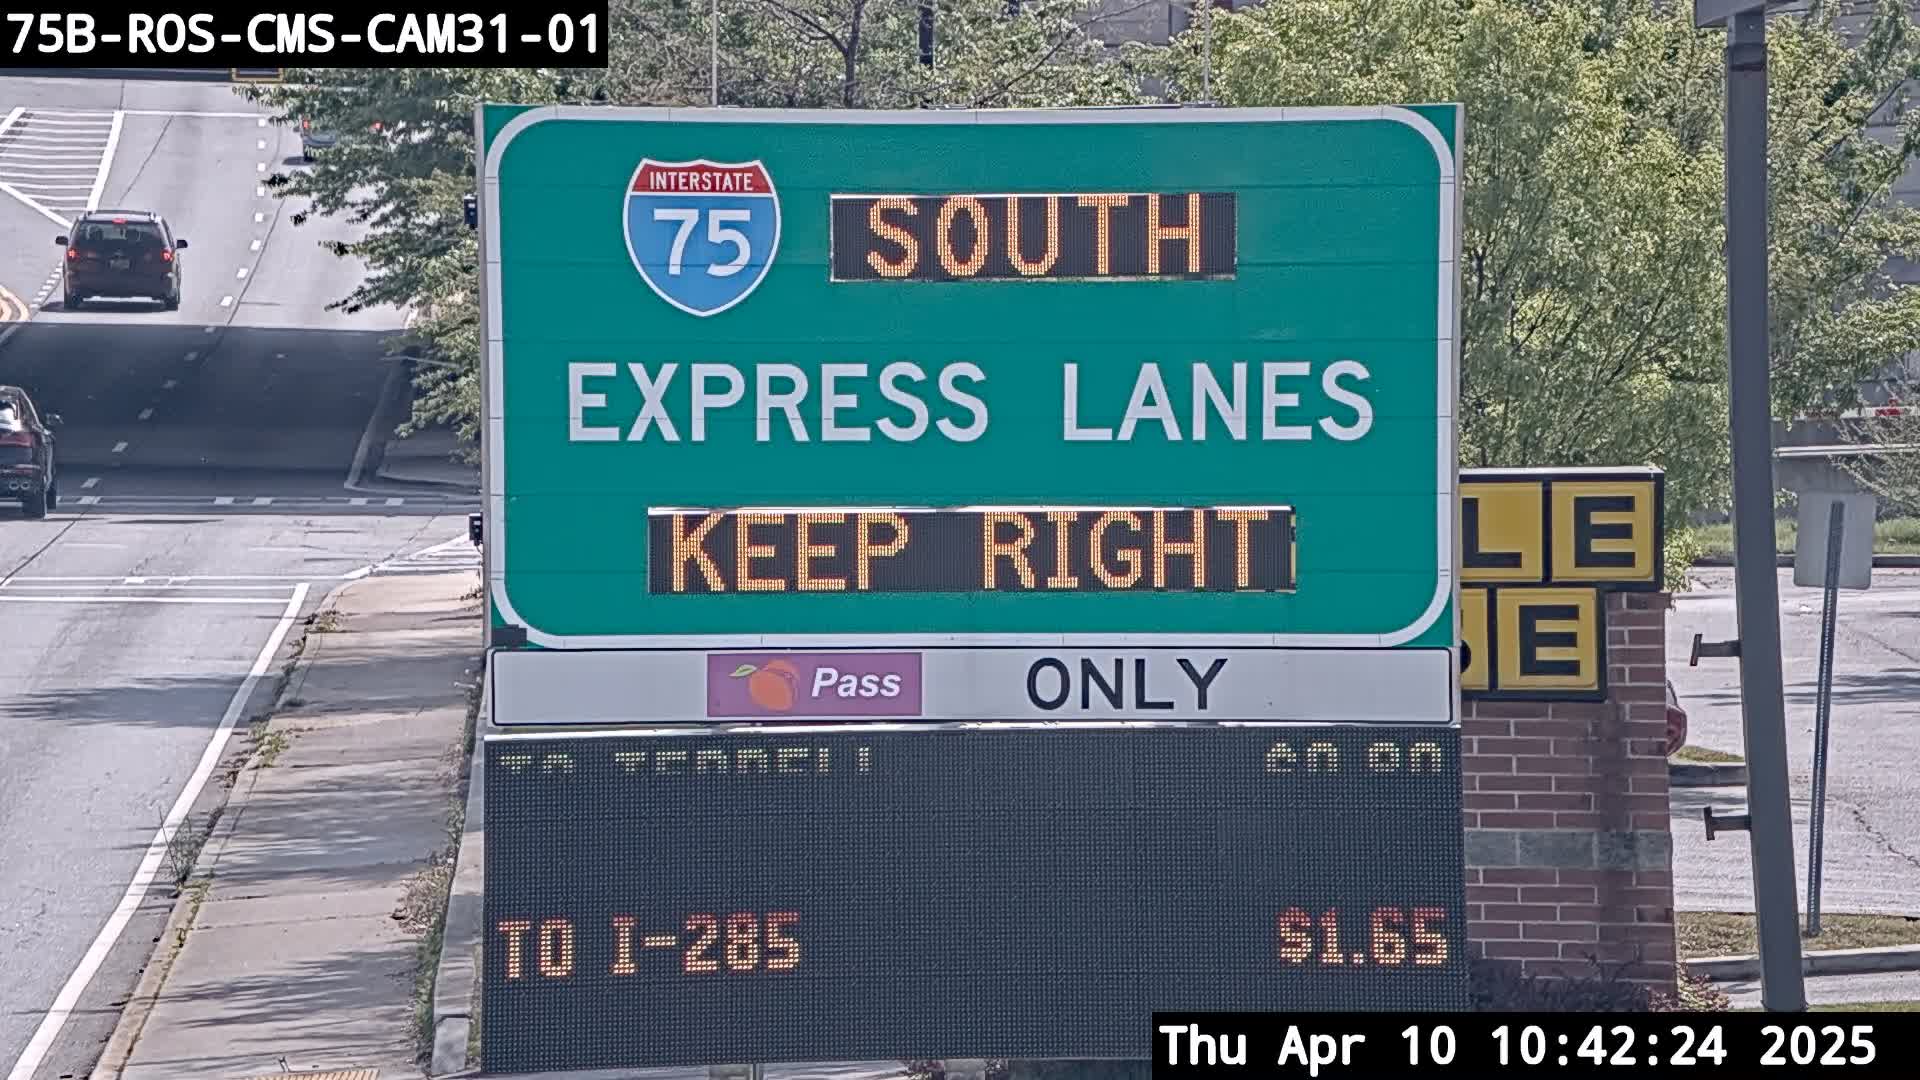 75B-ROS-CMS-CAM31-01
INTERSTATE
75
SOUTH
EXPRESS LANES
KEEP RIGHT
LE
E
Pass ONLY
TO I-285 $1.65
Thu Apr 10 10:42:24 2025